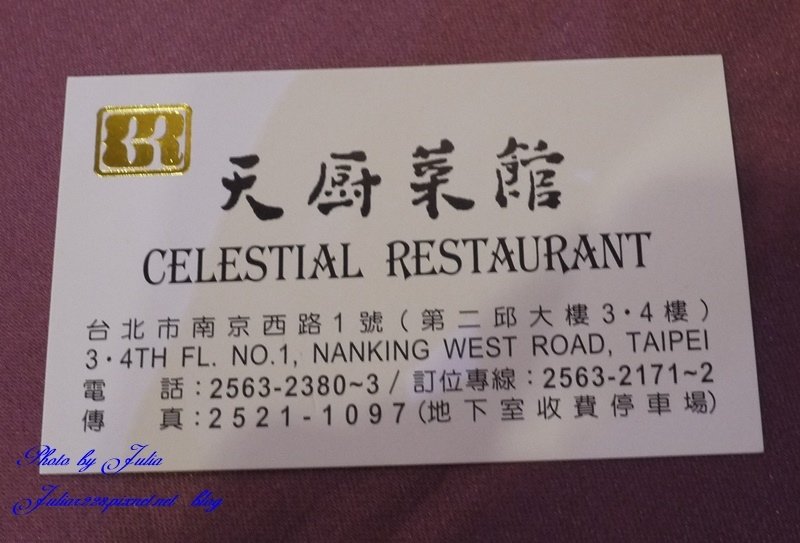 天廚菜館
CELESTIAL RESTAURANT
台北市南京西路1號(第二邱大樓3·4樓)
3·4TH FL. NO.1, NANKING WEST ROAD, TAIPEI
電話:2563-2380~3 / 訂位專線:2563-2171~2
傳真:2521-1097(地下室收費停車場)
Photo by Julia
blog